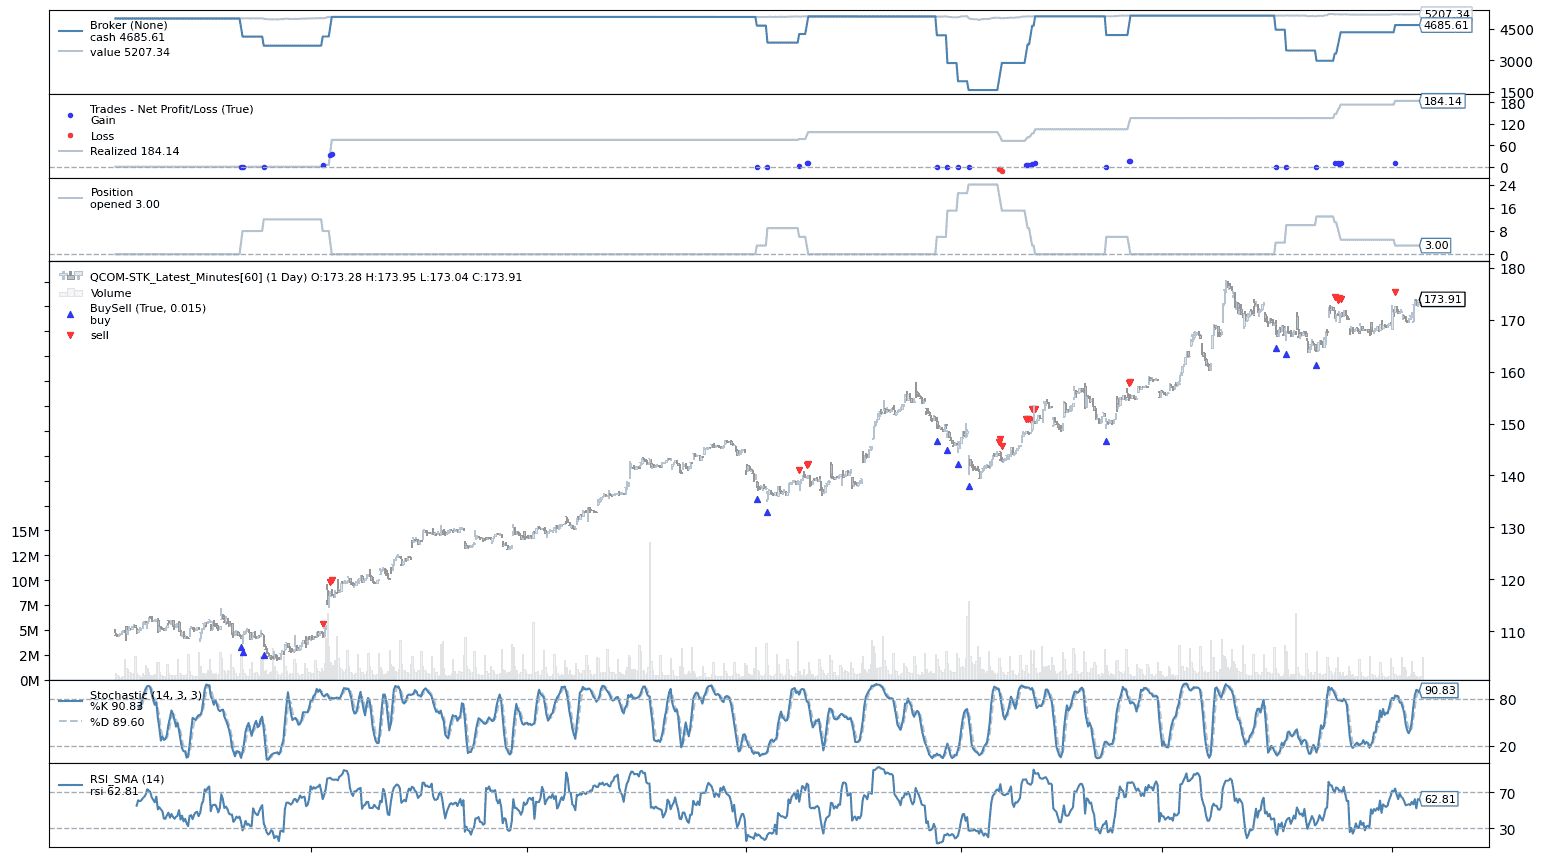 Broker (None)
cash 4685.61
value 5207.34
5207.34
4685.61
4500
3000
1500
Trades - Net Profit/Loss (True)
Gain
Loss
Realized 184.14
184.14
180
120
60
0
Position
opened 3.00
24
16
8
3.00
0
QCOM-STK_Latest_Minutes[60] (1 Day) O:173.28 H:173.95 L:173.04 C:173.91
Volume
BuySell (True, 0.015)
buy
sell
180
173.91
170
160
150
140
130
120
110
15M
12M
10M
7M
5M
2M
0M
Stochastic (14, 3, 3)
%K 90.83
%D 89.60
90.83
80
20
RSI_SMA (14)
rsi 62.81
70
62.81
30